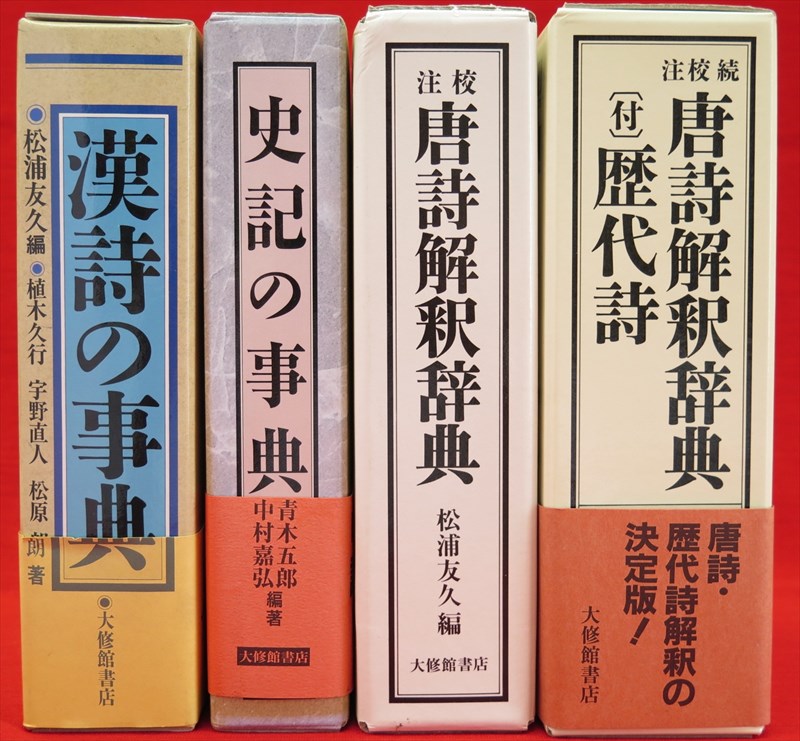 漢詩の事典
●松浦友久編●植木久行 宇野直人 松原 朗著
●大修館書店
史記の事典
青木五郎
中村嘉弘
編著
大修館書店
校注
唐詩解釈辞典
松浦友久編
大修館書店
続校注
唐詩解釈辞典
〔付〕歴代詩
唐詩・
歴代詩解釈の
決定版!
大修館書店